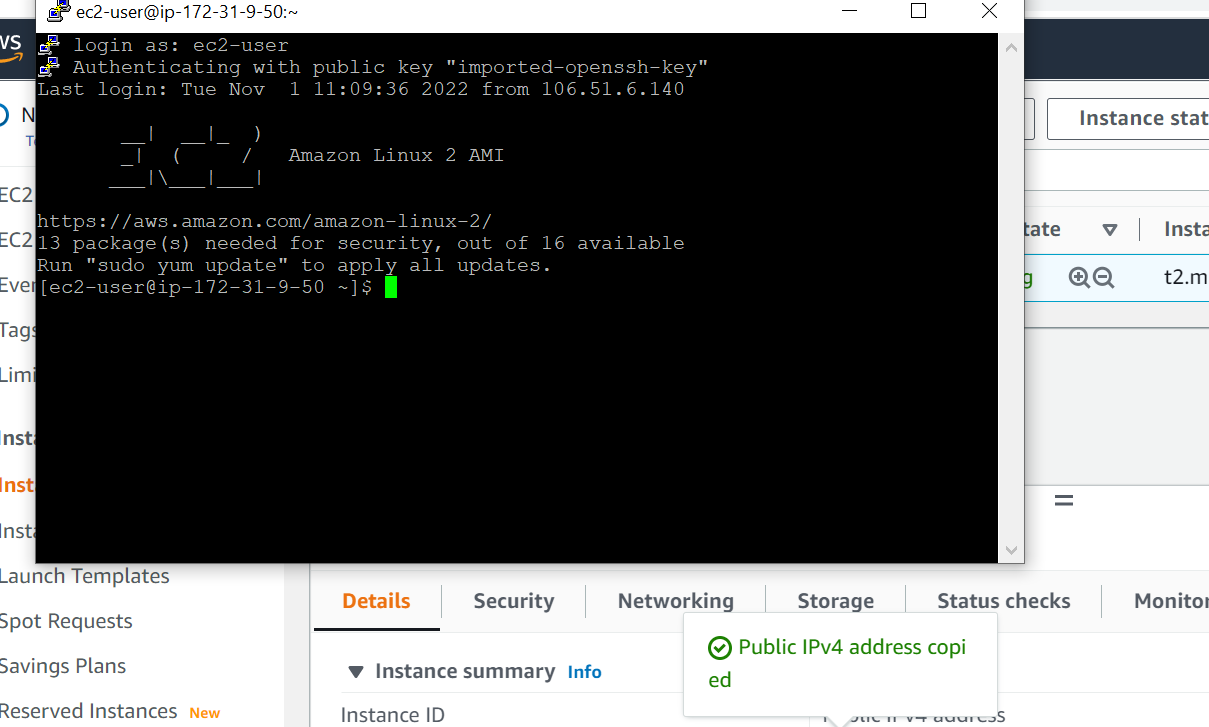 ec2-user@ip-172-31-9-50:~
login as: ec2-user
Authenticating with public key "imported-openssh-key"
Last login: Tue Nov  1 11:09:36 2022 from 106.51.6.140
Amazon Linux 2 AMI
https://aws.amazon.com/amazon-linux-2/
13 package(s) needed for security, out of 16 available
Run "sudo yum update" to apply all updates.
[ec2-user@ip-172-31-9-50 ~]$
Instance stat
EC2
EC2
Tags
tate
Insta
t2.m
Launch Templates
Spot Requests
Savings Plans
Reserved Instances New
Details Security Networking Storage Status checks Monitor
Public IPv4 address copi
ed
Instance summary Info
Instance ID
Public IPv4 address